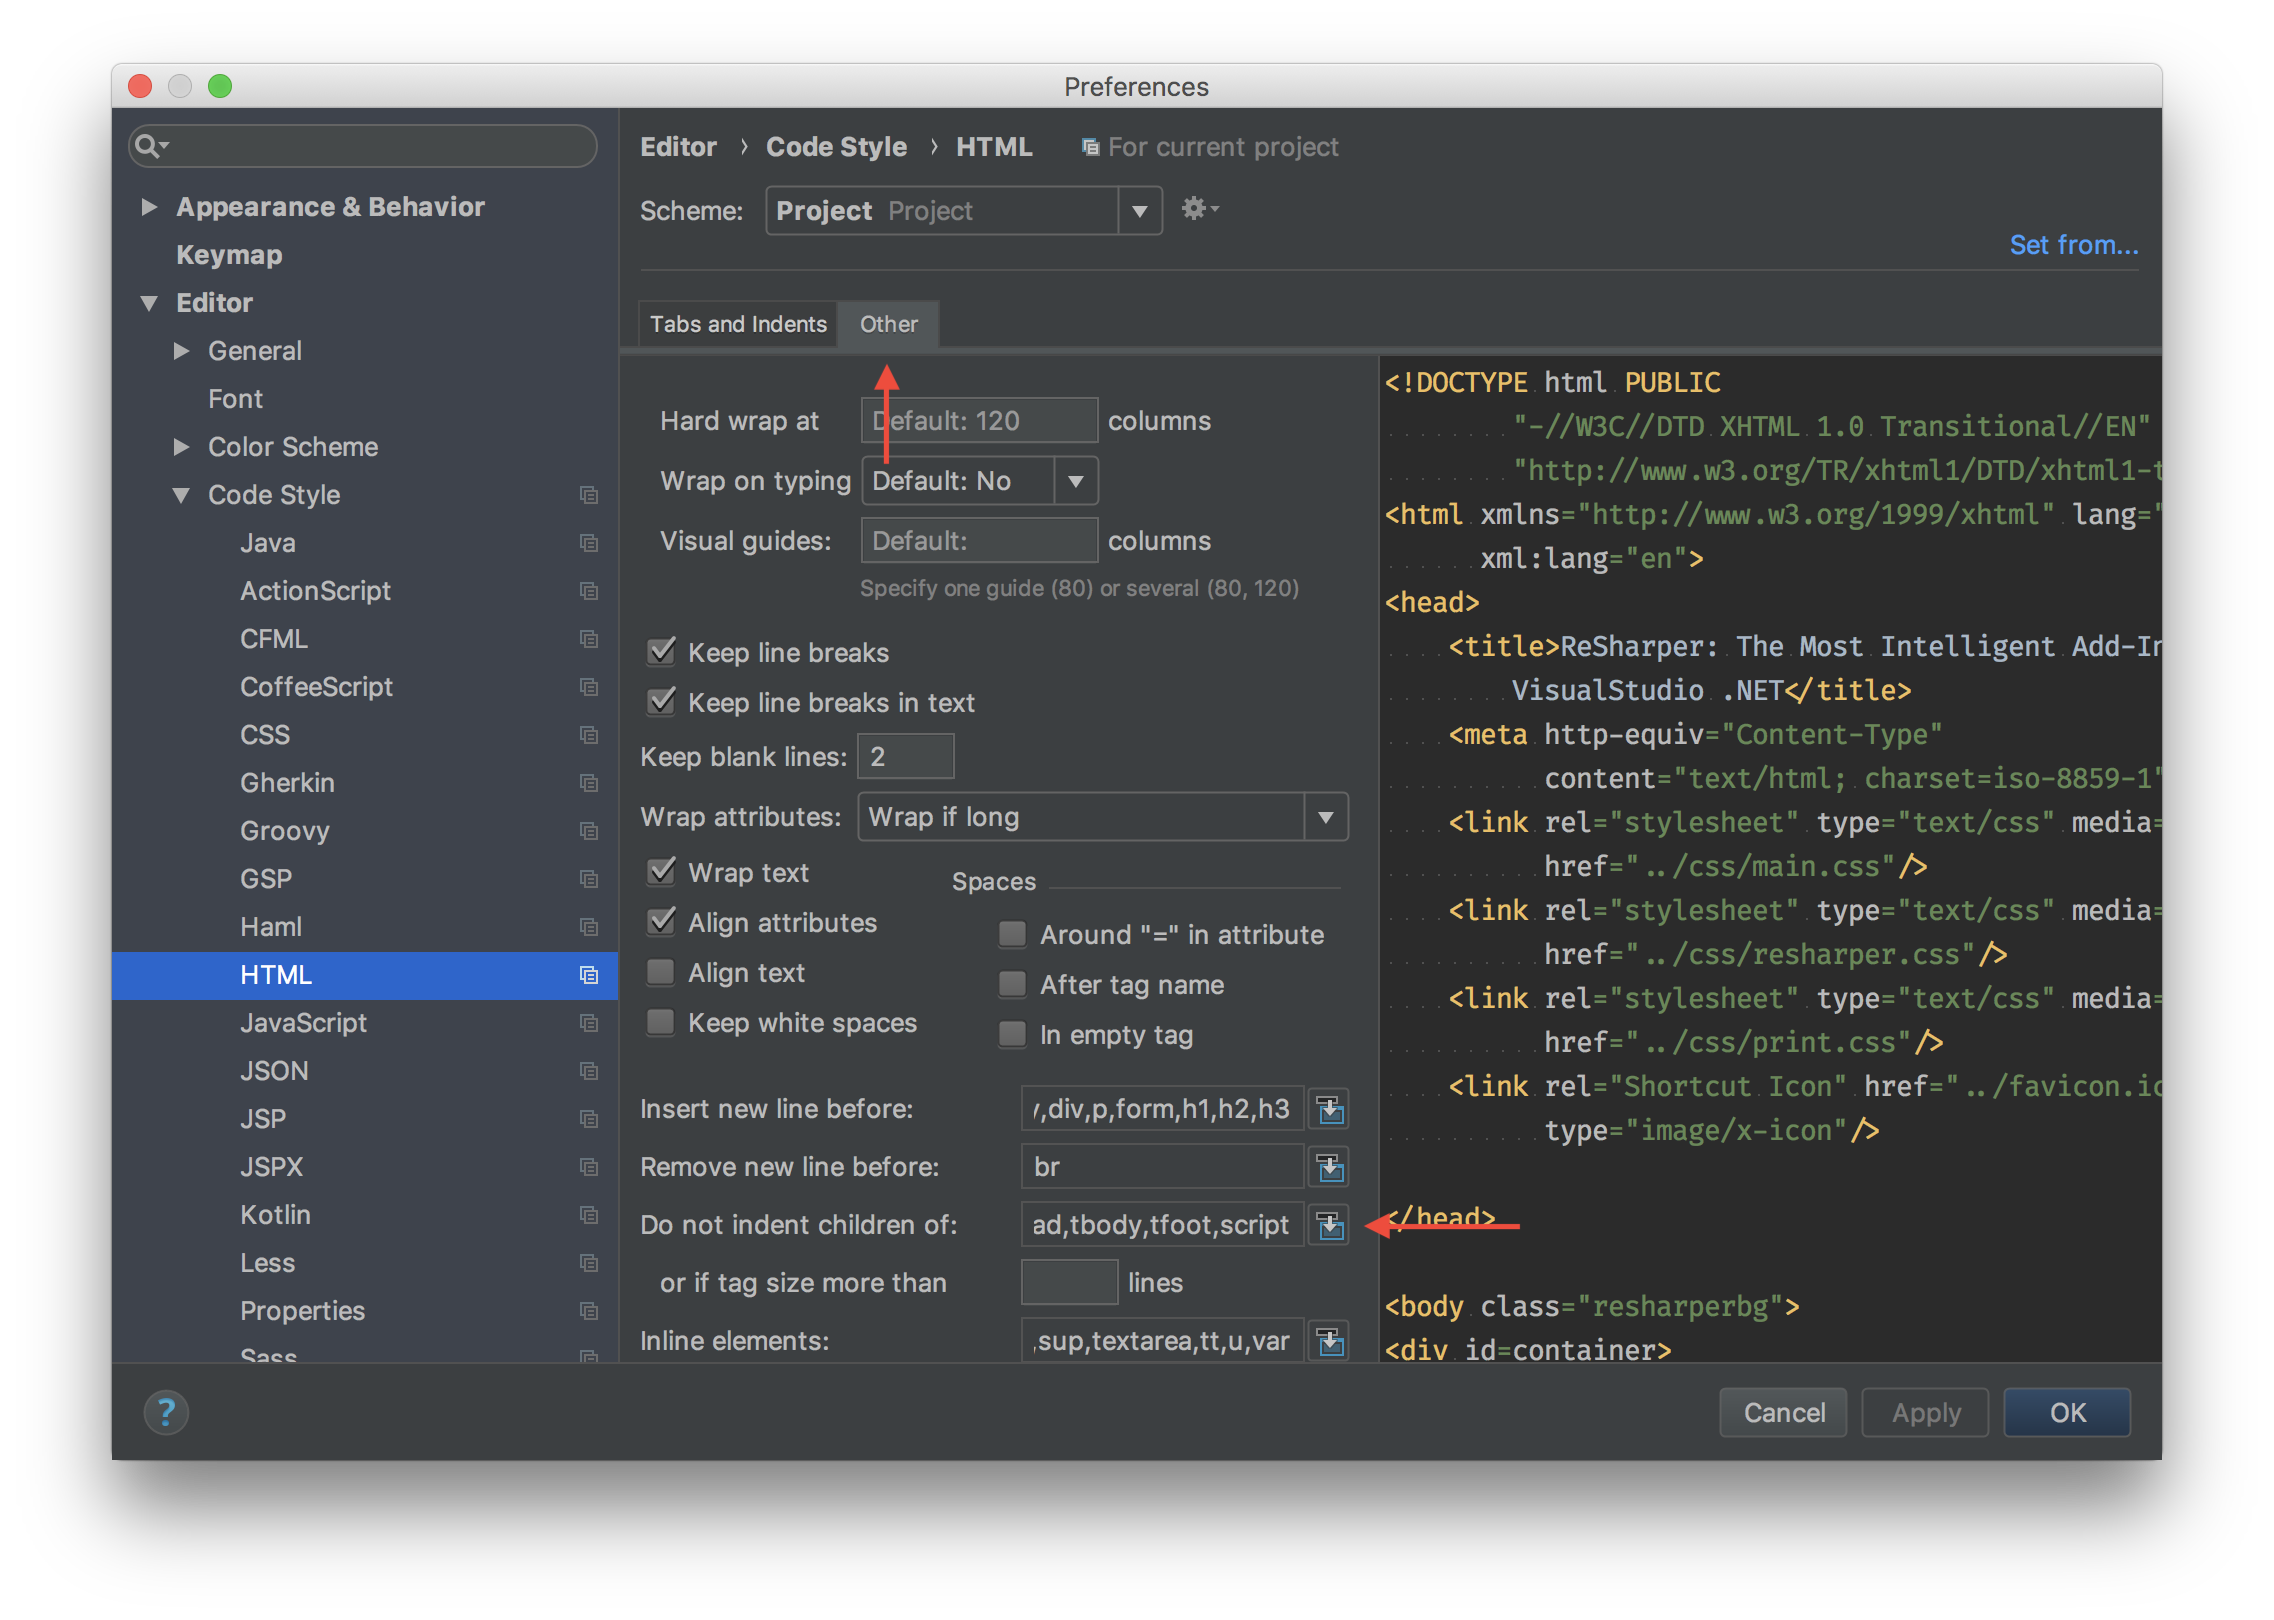 Preferences
Appearance & Behavior
Keymap
Editor
General
Font
Color Scheme
Code Style
Java
ActionScript
CFML
CoffeeScript
CSS
Gherkin
Groovy
GSP
Haml
HTML
JavaScript
JSON
JSP
JSPX
Kotlin
Less
Properties
Sass
Editor › Code Style › HTML For current project
Scheme: Project Project
Set from...
Tabs and Indents Other
Hard wrap at Default: 120 columns
Wrap on typing Default: No
Visual guides: Default: columns
Specify one guide (80) or several (80, 120)
Keep line breaks
Keep line breaks in text
Keep blank lines: 2
Wrap attributes: Wrap if long
Wrap text
Align attributes
Align text
Keep white spaces
Spaces
Around "=" in attribute
After tag name
In empty tag
Insert new line before: ,div,p,form,h1,h2,h3
Remove new line before: br
Do not indent children of: ad,tbody,tfoot,script
or if tag size more than lines
Inline elements: ,sup,textarea,tt,u,var
<!DOCTYPE html PUBLIC
"-//W3C//DTD XHTML 1.0 Transitional//EN"
"http://www.w3.org/TR/xhtml1/DTD/xhtml1-t
<html xmlns="http://www.w3.org/1999/xhtml" lang="
xml:lang="en">
<head>
<title>ReSharper: The Most Intelligent Add-In
VisualStudio .NET</title>
<meta http-equiv="Content-Type"
content="text/html; charset=iso-8859-1"
<link rel="stylesheet" type="text/css" media=
href="../css/main.css"/>
<link rel="stylesheet" type="text/css" media=
href="../css/resharper.css"/>
<link rel="stylesheet" type="text/css" media=
href="../css/print.css"/>
<link rel="Shortcut Icon" href="../favicon.ic
type="image/x-icon"/>
</head>
<body class="resharperbg">
<div id=container>
?
Cancel Apply OK